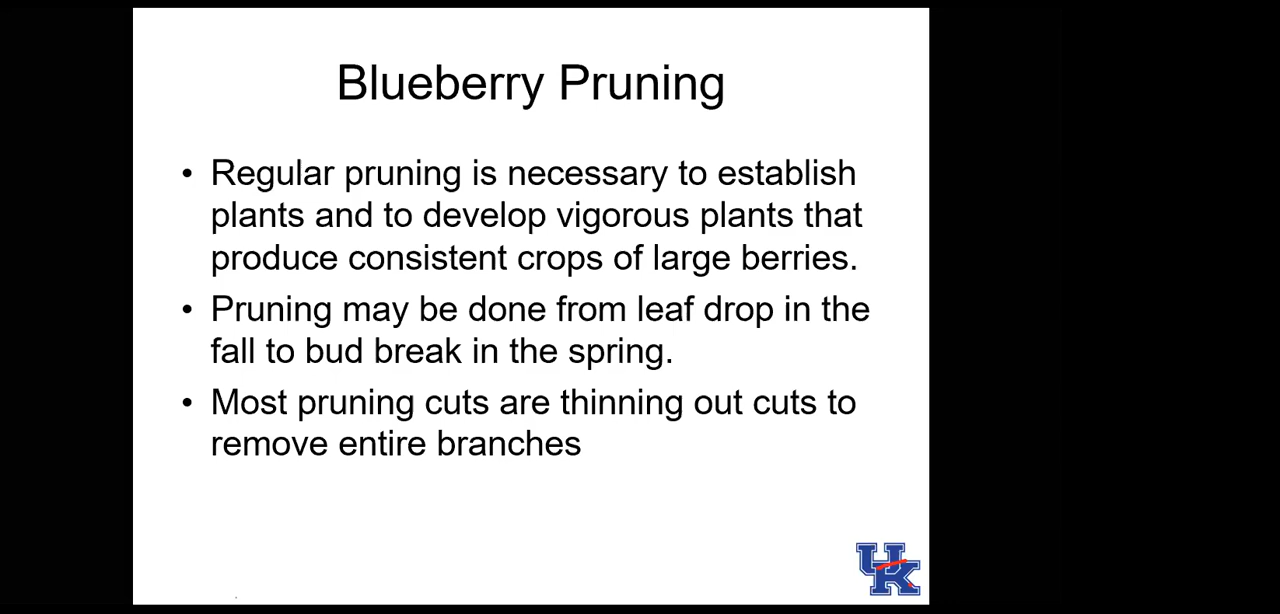 Blueberry Pruning
• Regular pruning is necessary to establish
plants and to develop vigorous plants that
produce consistent crops of large berries.
• Pruning may be done from leaf drop in the
fall to bud break in the spring.
• Most pruning cuts are thinning out cuts to
remove entire branches
UK